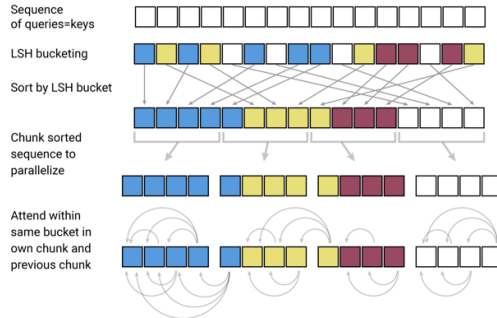 Sequence
of queries=keys
LSH bucketing
Sort by LSH bucket
Chunk sorted
sequence to
parallelize
Attend within
same bucket in
own chunk and
previous chunk